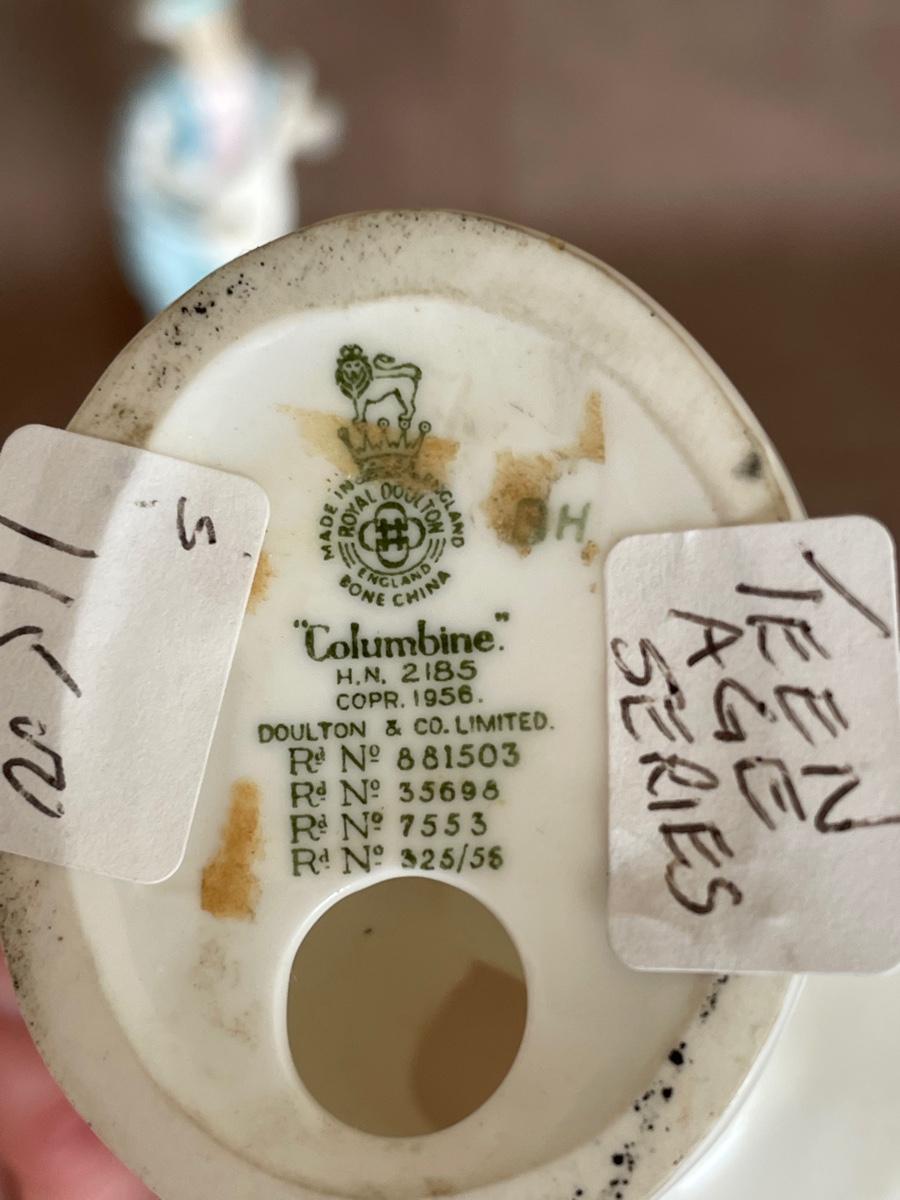 MADE IN ENGLAND
ROYAL DOULTON
ENGLAND
BONE CHINA
H
"Columbine."
H.N. 2185
COPR. 1956.
DOULTON & CO. LIMITED.
Rd No 881503
Rd No 35698
Rd No 7553
Rd No 325/56
TEEN
AGE
SERIES
S